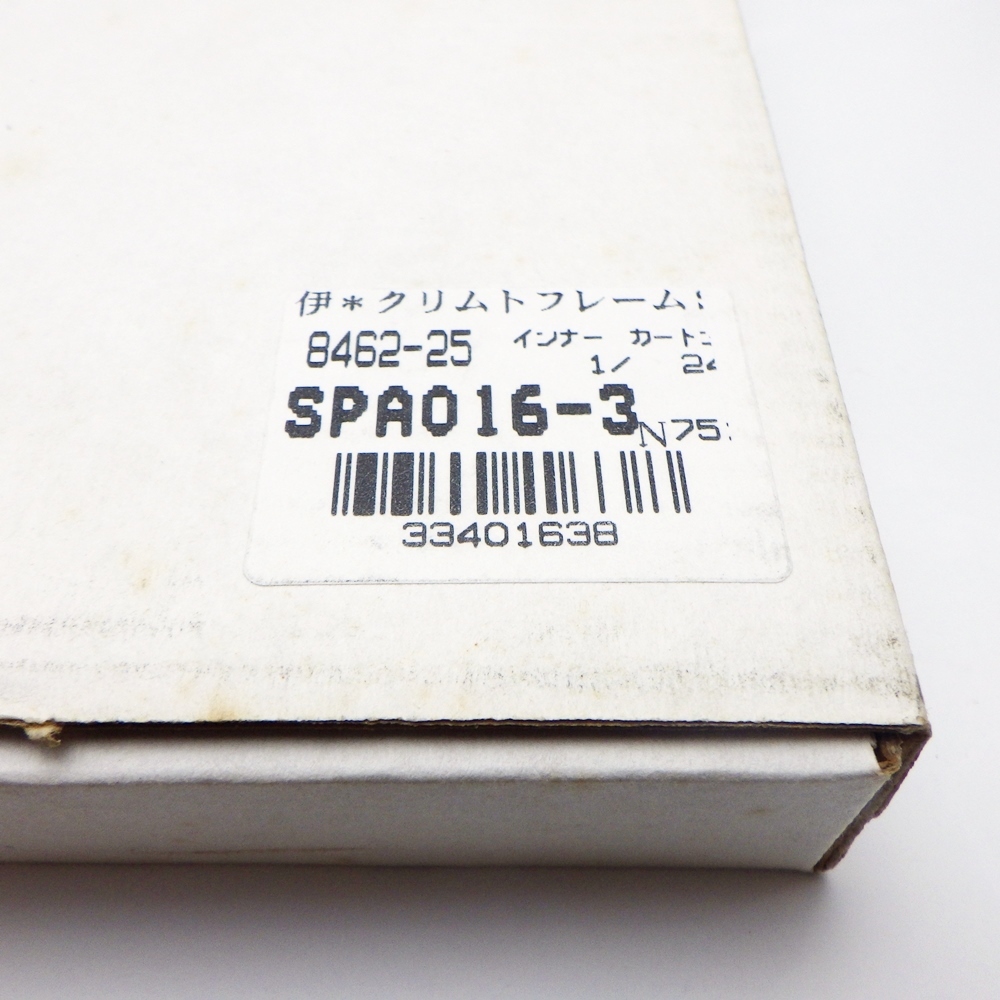 伊*クリムトフレーム
8462-25 インナー カート
1/ 2
SPA016-3 N75
33401638